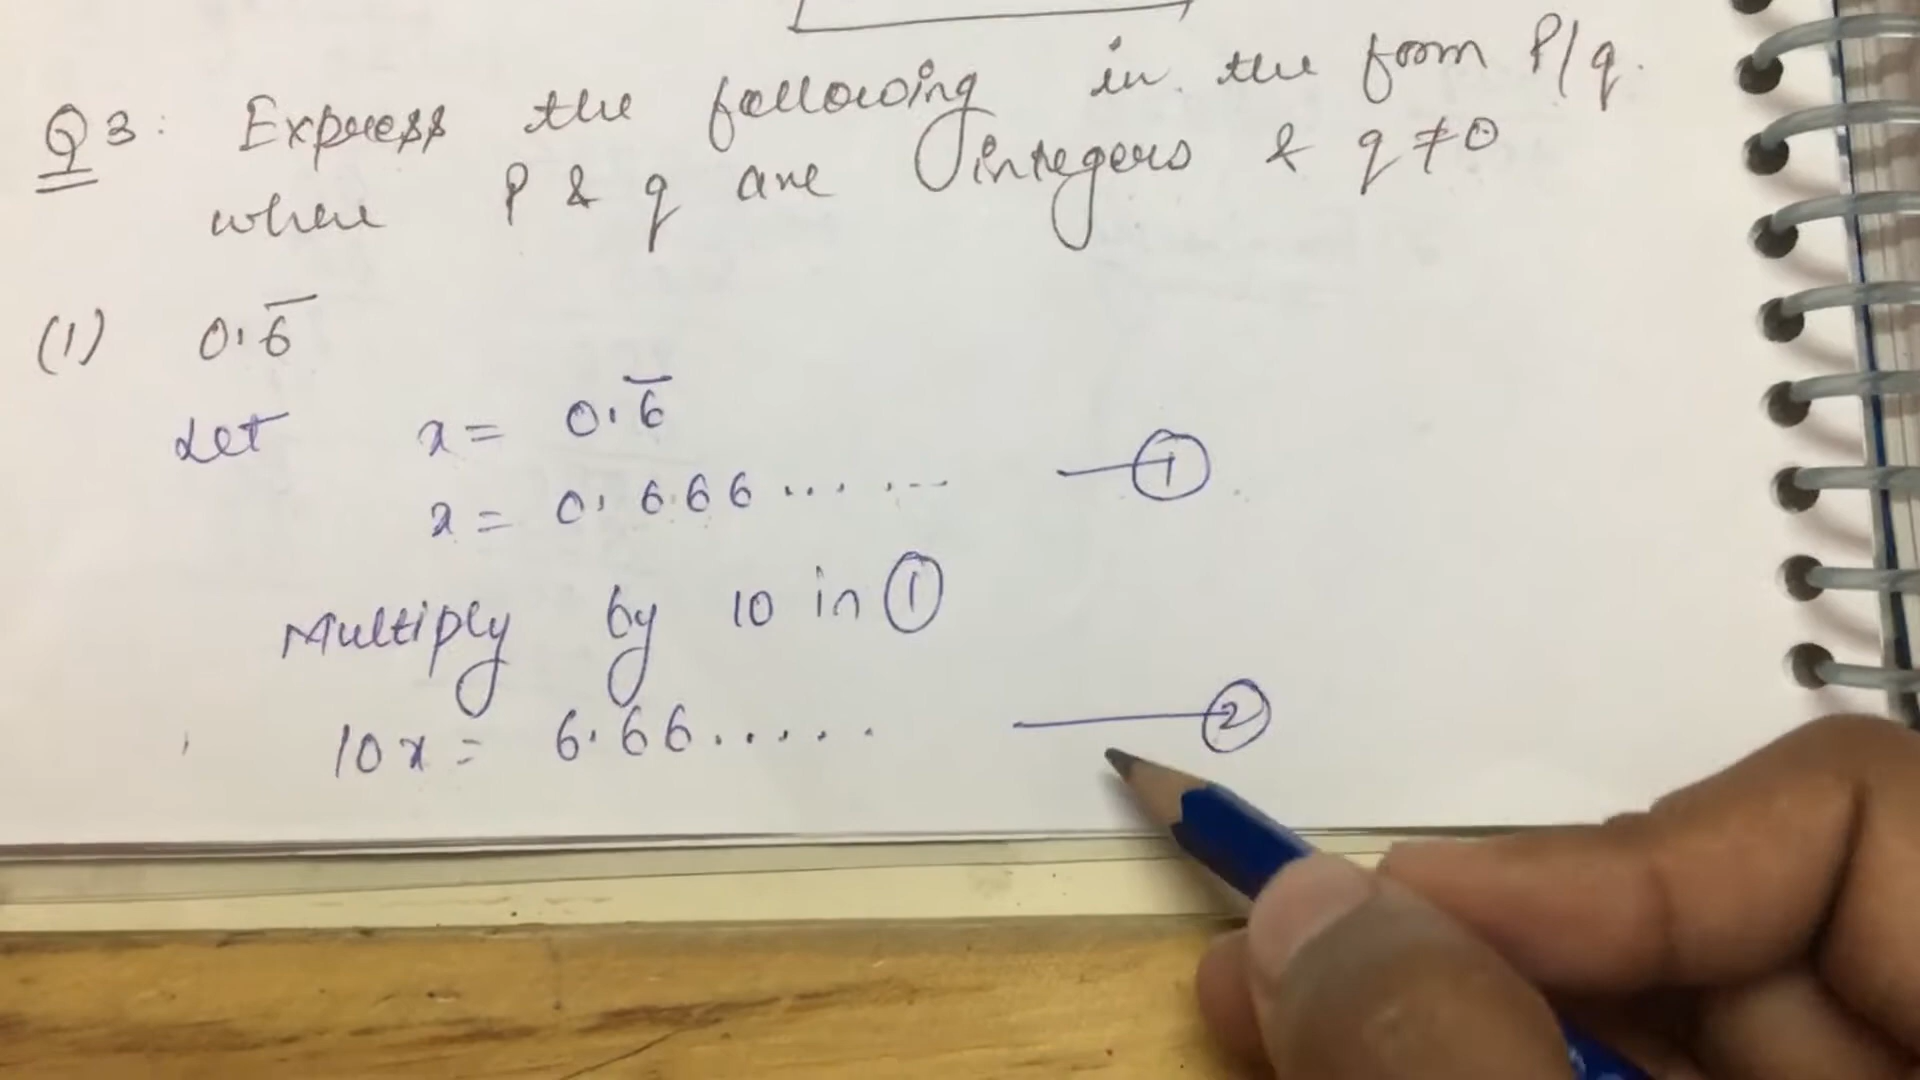 Q3: Express the following in the form P/q.
where P & q are integers & q ≠ 0
(1) 0.6̅
Let x = 0.6̅
x = 0.666....... — ①
Multiply by 10 in ①
10x = 6.66..... — ②